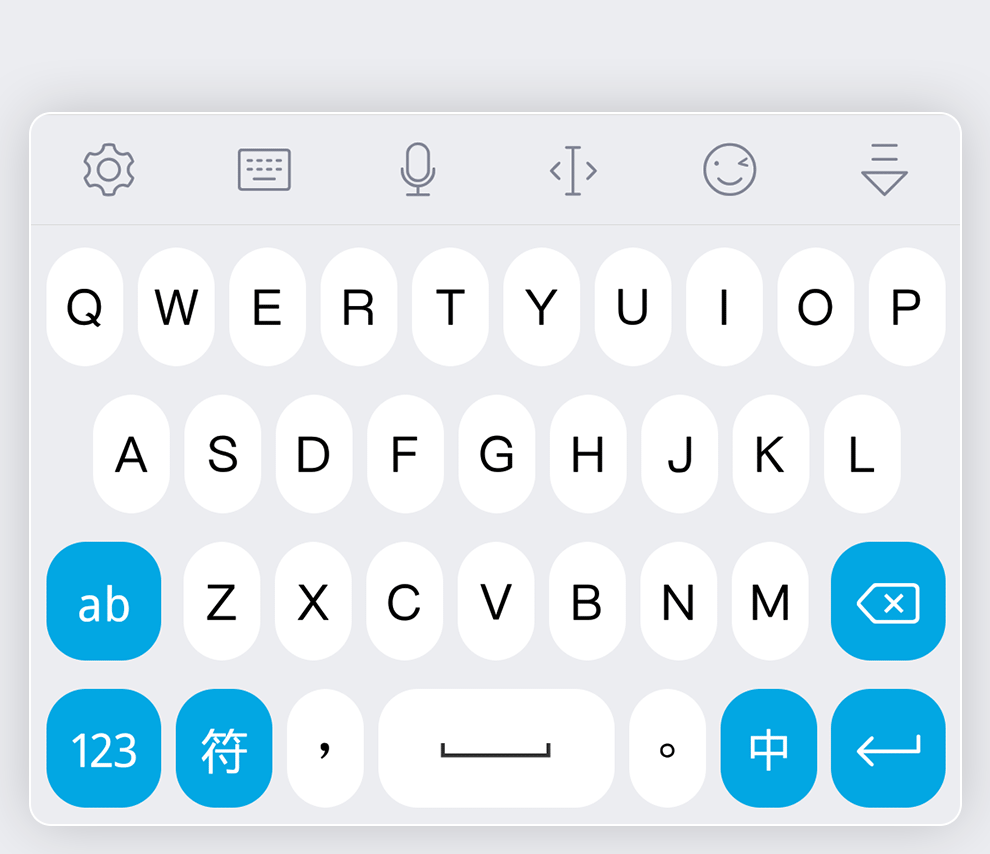 Q W E R T Y U I O P
A S D F G H J K L
ab Z X C V B N M
123 符 , 。 中